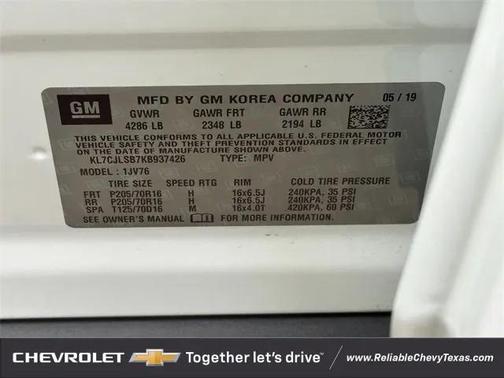 GM
MFD BY GM KOREA COMPANY 05 / 19
GVWR GAWR FRT GAWR RR
4286 LB 2348 LB 2194 LB
THIS VEHICLE CONFORMS TO ALL APPLICABLE U.S. FEDERAL MOTOR
VEHICLE SAFETY AND THEFT PREVENTION STANDARDS IN EFFECT ON
THE DATE OF MANUFACTURE SHOWN ABOVE.
KL7CJLSB7KB937426 TYPE: MPV
MODEL : 1JV76
TIRE SIZE SPEED RTG RIM COLD TIRE PRESSURE
FRT P205/70R16 H 16x6.5J 240KPA, 35 PSI
RR P205/70R16 H 16x6.5J 240KPA, 35 PSI
SPA T125/70D16 M 16x4.0T 420KPA, 60 PSI
SEE OWNER'S MANUAL FOR MORE INFORMATION.
CHEVROLET Together let's drive www.ReliableChevyTexas.com